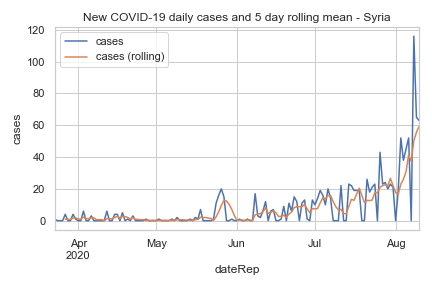 New COVID-19 daily cases and 5 day rolling mean - Syria
cases
cases (rolling)
120
100
80
60
40
20
0
cases
Apr
2020
May
Jun
Jul
Aug
dateRep